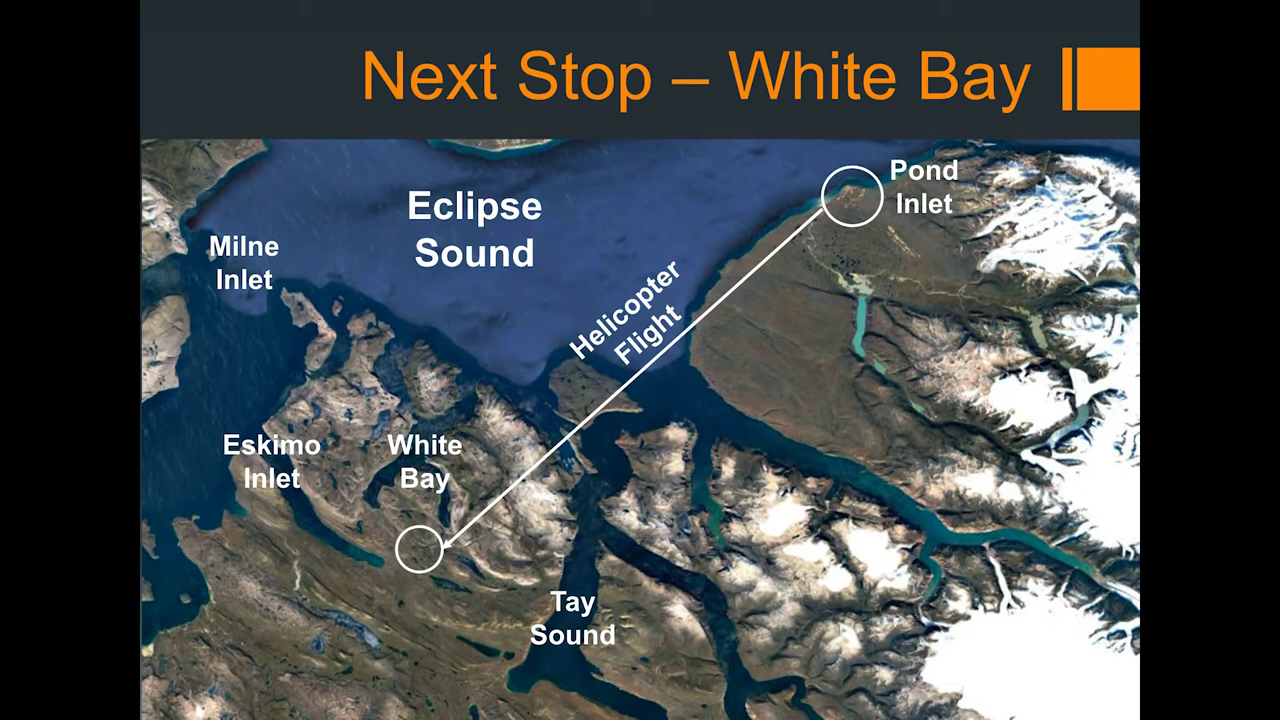 Next Stop – White Bay
Pond
Inlet
Eclipse
Sound
Milne
Inlet
Helicopter
Flight
Eskimo
Inlet
White
Bay
Tay
Sound